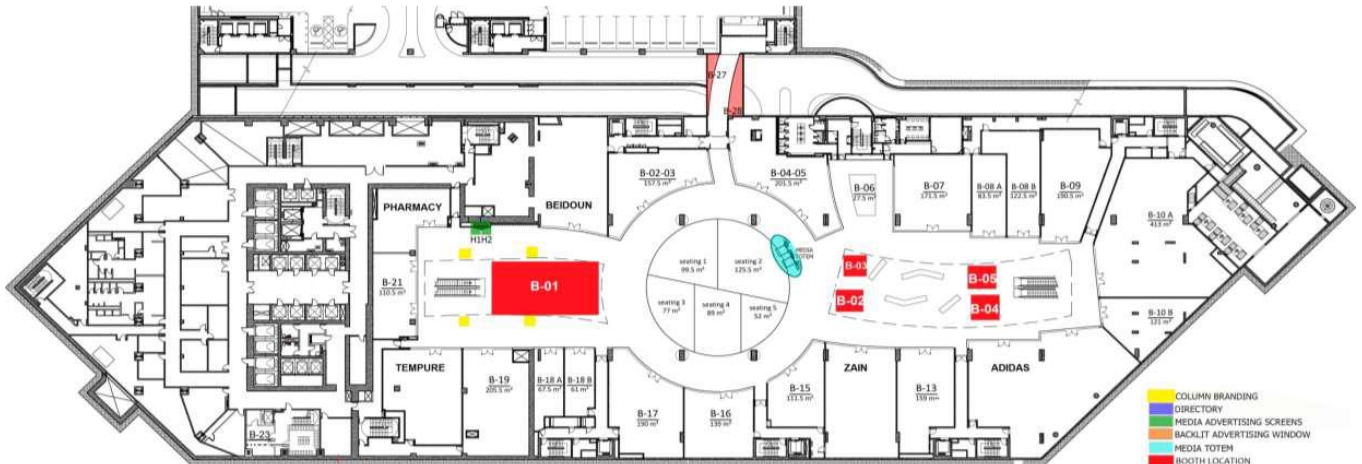 B-27
B-28
B-02-03
157.5 m²
B-04-05
201.5 m²
B-06
27.5 m²
B-07
171.5 m²
B-08 A
83.5 m²
B-08 B
122.5 m²
B-09
190.5 m²
B-10 A
413 m²
PHARMACY
BEIDOUN
H1H2
B-21
110.5 m²
B-01
seating 1
99.5 m²
seating 2
125.5 m²
seating 3
77 m²
seating 4
89 m²
seating 5
52 m²
MEDIA
TOTEM
B-03
B-02
B-05
B-04
B-10 B
121 m²
TEMPURE
B-19
205.5 m²
B-18 A
67.5 m²
B-18 B
61 m²
B-17
190 m²
B-16
139 m²
B-15
111.5 m²
ZAIN
B-13
159 m²
ADIDAS
B-23
COLUMN BRANDING
DIRECTORY
MEDIA ADVERTISING SCREENS
BACKLIT ADVERTISING WINDOW
MEDIA TOTEM
BOOTH LOCATION